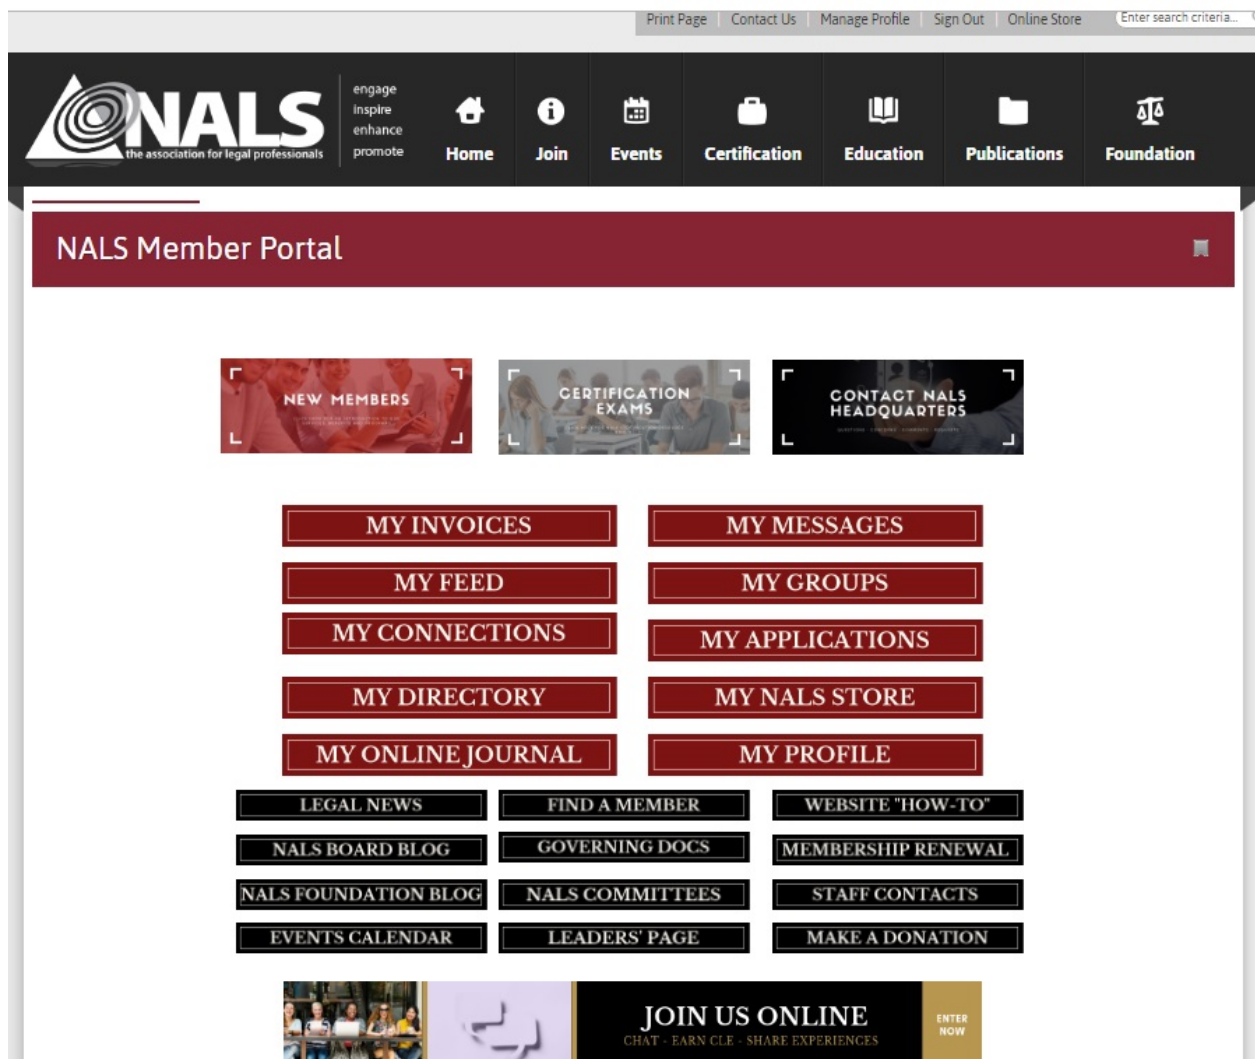 Print Page Contact Us Manage Profile Sign Out Online Store Enter search criteria...
NALS
the association for legal professionals
engage
inspire
enhance
promote
Home Join Events Certification Education Publications Foundation
NALS Member Portal
NEW MEMBERS
CERTIFICATION
EXAMS
CONTACT NALS
HEADQUARTERS
MY INVOICES MY MESSAGES
MY FEED MY GROUPS
MY CONNECTIONS MY APPLICATIONS
MY DIRECTORY MY NALS STORE
MY ONLINE JOURNAL MY PROFILE
LEGAL NEWS FIND A MEMBER WEBSITE "HOW-TO"
NALS BOARD BLOG GOVERNING DOCS MEMBERSHIP RENEWAL
NALS FOUNDATION BLOG NALS COMMITTEES STAFF CONTACTS
EVENTS CALENDAR LEADERS' PAGE MAKE A DONATION
JOIN US ONLINE
CHAT - EARN CLE - SHARE EXPERIENCES
ENTER
NOW